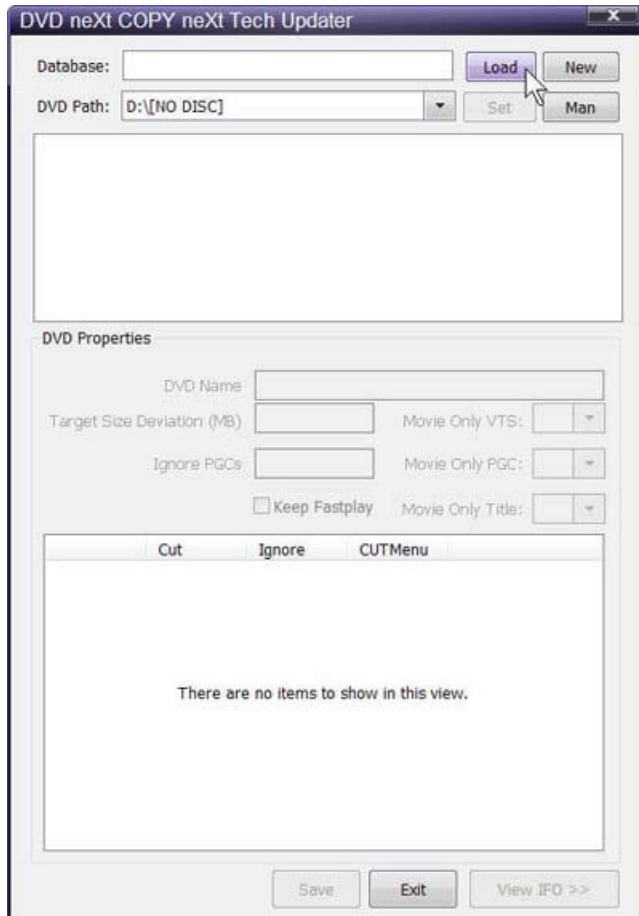 DVD neXt COPY neXt Tech Updater
Database: Load New
DVD Path: D:\[NO DISC] Set Man
DVD Properties
DVD Name
Target Size Deviation (MB) Movie Only VTS:
Ignore PGCs Movie Only PGC:
Keep Fastplay Movie Only Title:
Cut Ignore CUTMenu
There are no items to show in this view.
Save Exit View IFO >>